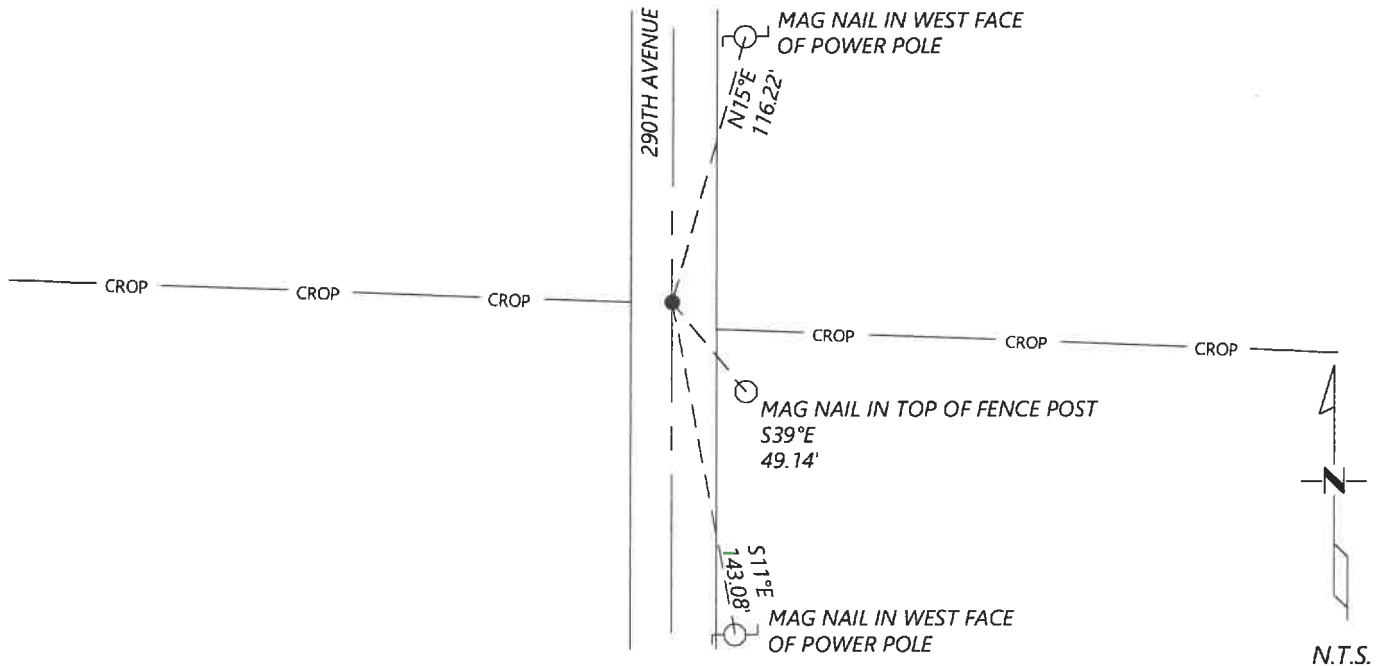 MAG NAIL IN WEST FACE
OF POWER POLE
290TH AVENUE
N15°E
116.22'
CROP
CROP
CROP
CROP
CROP
CROP
MAG NAIL IN TOP OF FENCE POST
S39°E
49.14'
N
S11°E
143.08'
MAG NAIL IN WEST FACE
OF POWER POLE
N.T.S.